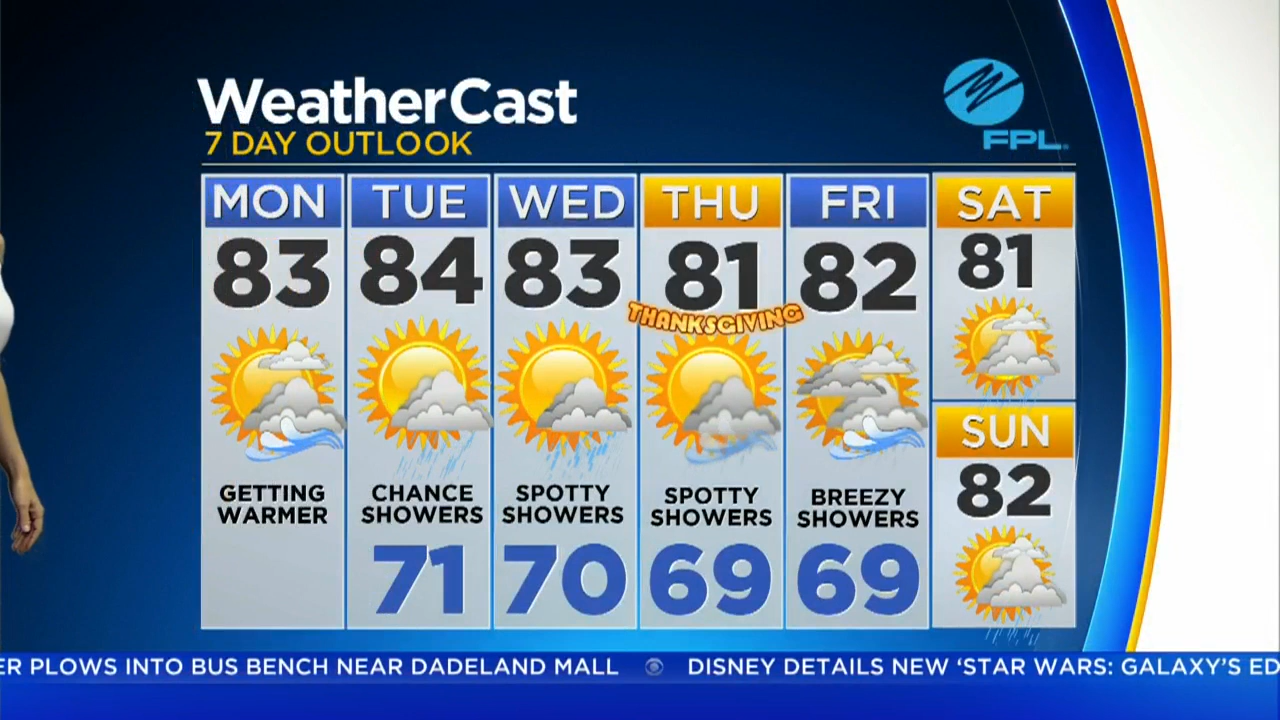 WeatherCast
7 DAY OUTLOOK
FPL.
MON
83
GETTING
WARMER
TUE
84
CHANCE
SHOWERS
71
WED
83
SPOTTY
SHOWERS
70
THU
81
THANKSGIVING
SPOTTY
SHOWERS
69
FRI
82
BREEZY
SHOWERS
69
SAT
81
SUN
82
ER PLOWS INTO BUS BENCH NEAR DADELAND MALL DISNEY DETAILS NEW ‘STAR WARS: GALAXY’S ED